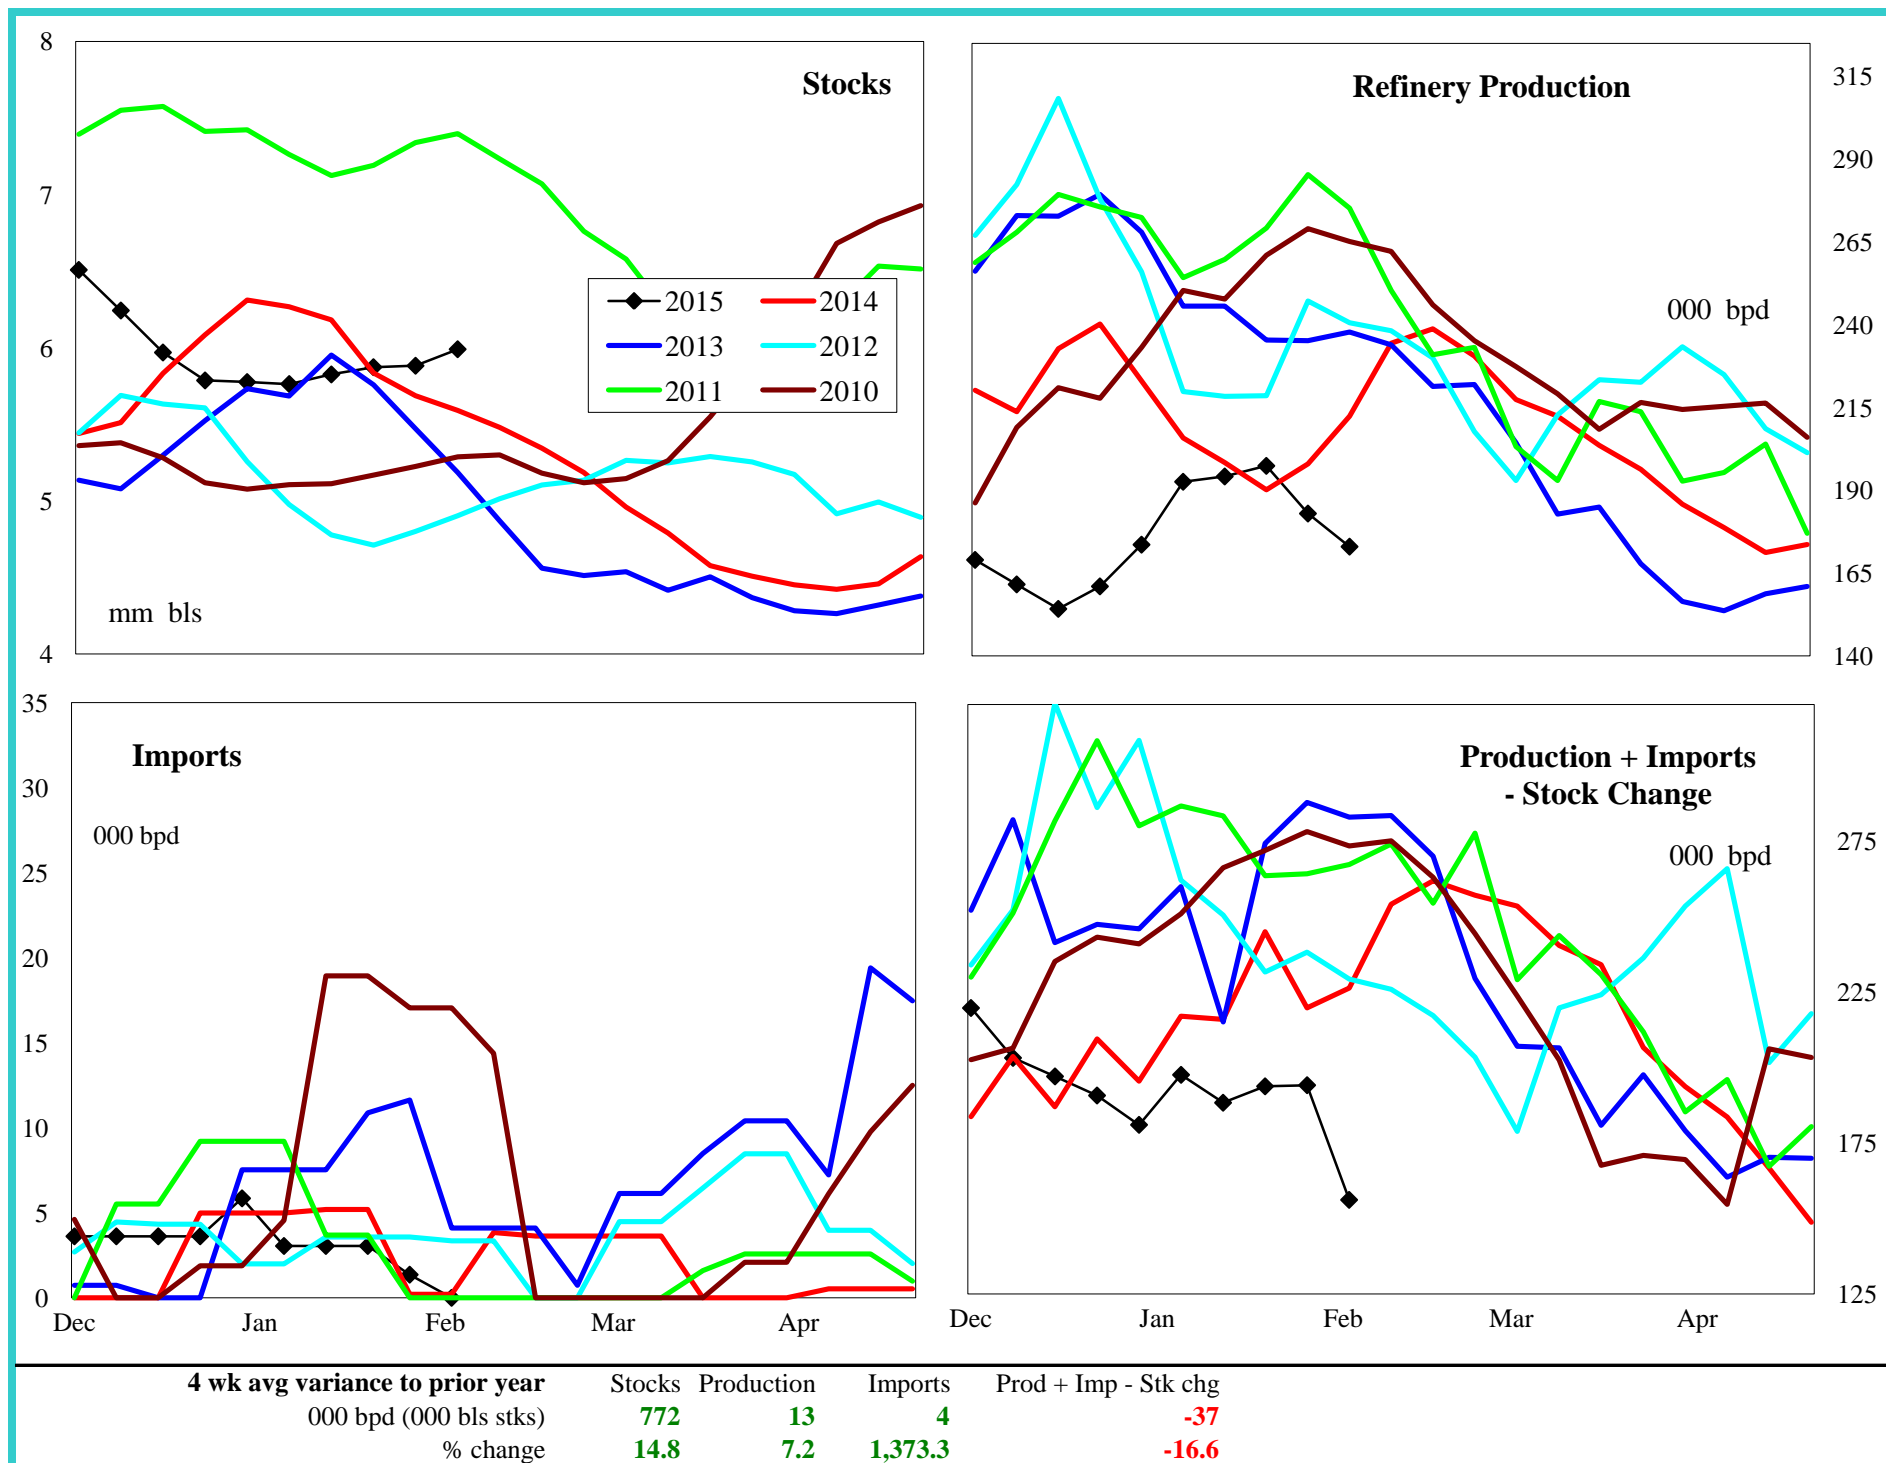 8
7
6
5
4
Stocks
mm bls
2015
2014
2013
2012
2011
2010
Refinery Production
000 bpd
315
290
265
240
215
190
165
140
35
30
25
20
15
10
5
0
Imports
000 bpd
Dec Jan Feb Mar Apr
Production + Imports
- Stock Change
000 bpd
275
225
175
125
Dec Jan Feb Mar Apr
4 wk avg variance to prior year Stocks Production Imports Prod + Imp - Stk chg
000 bpd (000 bls stks) 772 13 4 -37
% change 14.8 7.2 1,373.3 -16.6